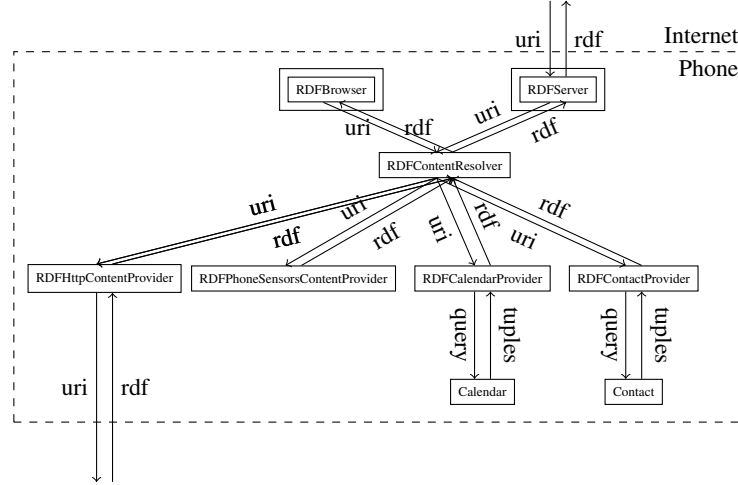 uri rdf
Internet
Phone
RDFBrowser
RDFServer
uri rdf
uri
rdf
RDFContentResolver
uri
rdf
uri
rdf
uri
rdf
uri
rdf
RDFHttpContentProvider
RDFPhoneSensorsContentProvider
RDFCalendarProvider
RDFContactProvider
query
tuples
query
tuples
uri rdf
Calendar
Contact